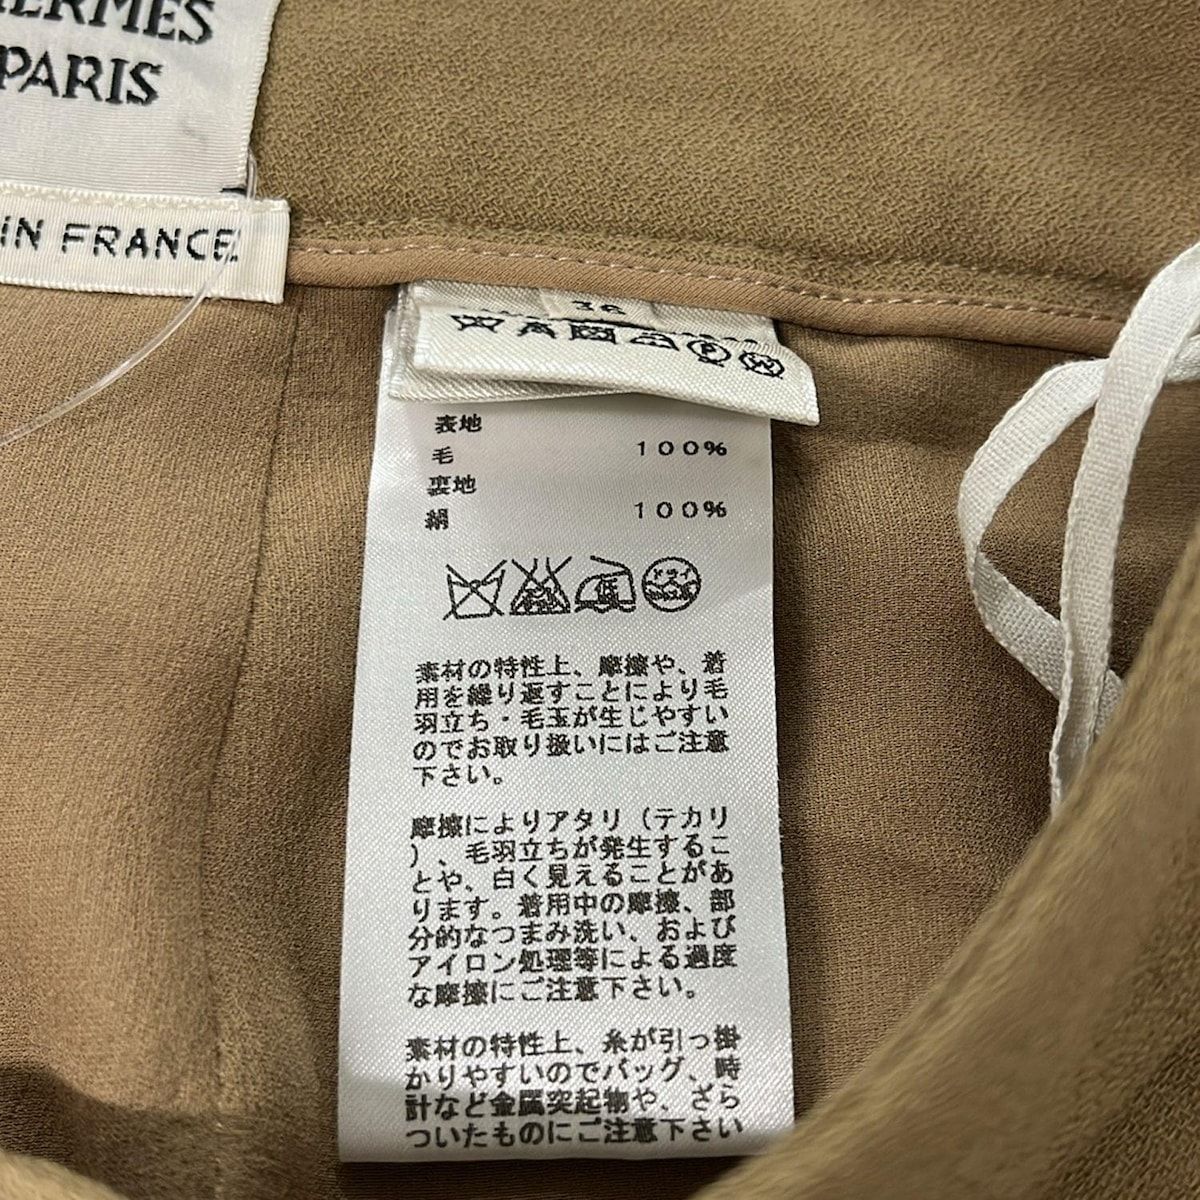 HERMES
PARIS
IN FRANCE
36
P W
表地
毛 100%
裏地
絹 100%
ドライ
素材の特性上、摩擦や、着
用を繰り返すことにより毛
羽立ち・毛玉が生じやすい
のでお取り扱いにはご注意
下さい。
摩擦によりアタリ(テカリ
)、毛羽立ちが発生するこ
とや、白く見えることがあ
ります。着用中の摩擦、部
分的なつまみ洗い、および
アイロン処理等による過度
な摩擦にご注意下さい。
素材の特性上、糸が引っ掛
かりやすいのでバッグ、時
計など金属突起物や、ざら
ついたものにご注意下さい